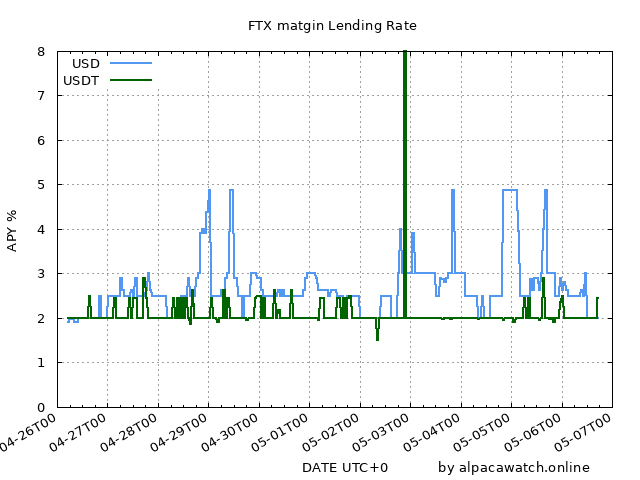 FTX matgin Lending Rate
USD
USDT
APY %
8
7
6
5
4
3
2
1
0
04-26T00
04-27T00
04-28T00
04-29T00
04-30T00
05-01T00
05-02T00
05-03T00
05-04T00
05-05T00
05-06T00
05-07T00
DATE UTC+0
by alpacawatch.online